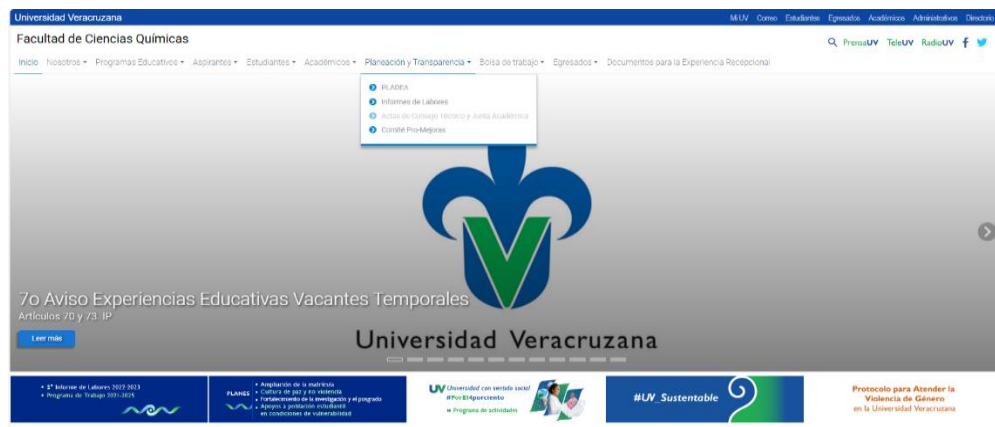 Universidad Veracruzana
MiUV Correo Estudiantes Egresados Académicos Administrativos Directorio
Facultad de Ciencias Químicas
PrensaUV TeleUV RadioUV
Inicio Nosotros Programas Educativos Aspirantes Estudiantes Académicos Planeación y Transparencia Bolsa de trabajo Egresados Documentos para la Experiencia Recepcional
PLADEA
Informes de Labores
Actas de Consejo Técnico y Junta Académica
Comité Pro-Mejoras
7o Aviso Experiencias Educativas Vacantes Temporales
Artículos 70 y 73. IP
Leer más
Universidad Veracruzana
• 2° Informe de Labores 2022-2023
• Programa de Trabajo 2021-2025
PLANES
• Ampliación de la matrícula
• Cultura de paz y no violencia
• Fortalecimiento de la investigación y el posgrado
• Apoyos a población estudiantil
en condiciones de vulnerabilidad
UV Universidad con sentido social
#PorEl4porciento
» Programa de actividades
#UV_Sustentable
Protocolo para Atender la
Violencia de Género
en la Universidad Veracruzana